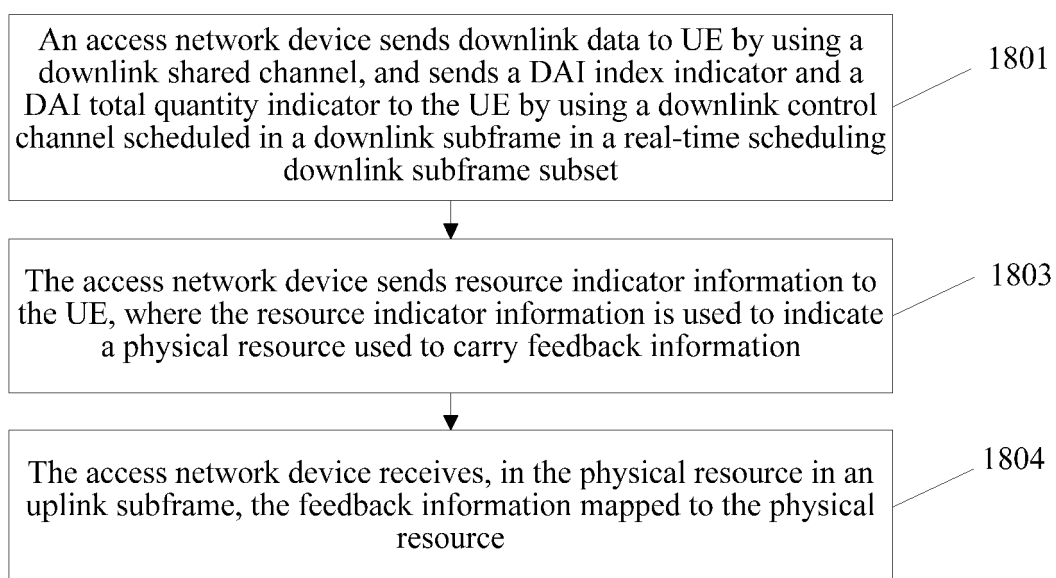 An access network device sends downlink data to UE by using a
downlink shared channel, and sends a DAI index indicator and a
DAI total quantity indicator to the UE by using a downlink control
channel scheduled in a downlink subframe in a real-time scheduling
downlink subframe subset
1801
The access network device sends resource indicator information to
the UE, where the resource indicator information is used to indicate
a physical resource used to carry feedback information
1803
The access network device receives, in the physical resource in an
uplink subframe, the feedback information mapped to the physical
resource
1804